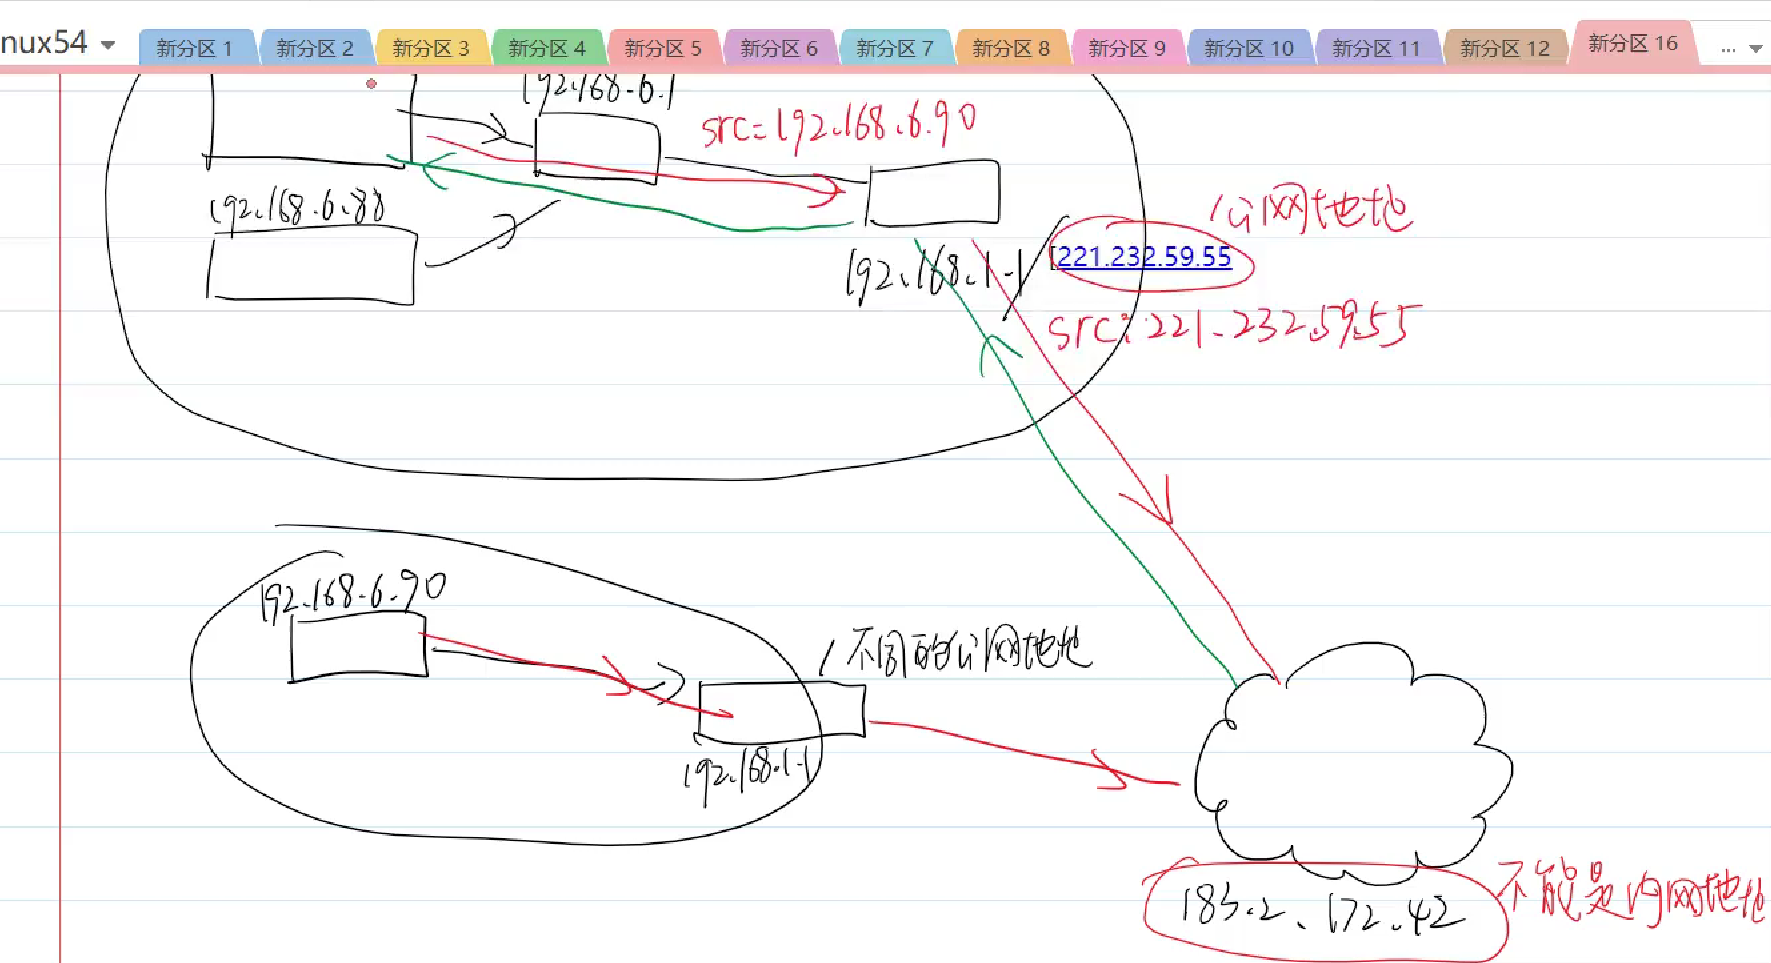 nux54
新分区 1
新分区 2
新分区 3
新分区 4
新分区 5
新分区 6
新分区 7
新分区 8
新分区 9
新分区 10
新分区 11
新分区 12
新分区 16
...
192.168.6.1
src=192.168.6.90
192.168.6.88
公网地址
192.168.1.1
221.232.59.55
src:221.232.59.55
192.168.6.90
不同的公网地址
192.168.1.1
183.2.172.42
不能是内网地址